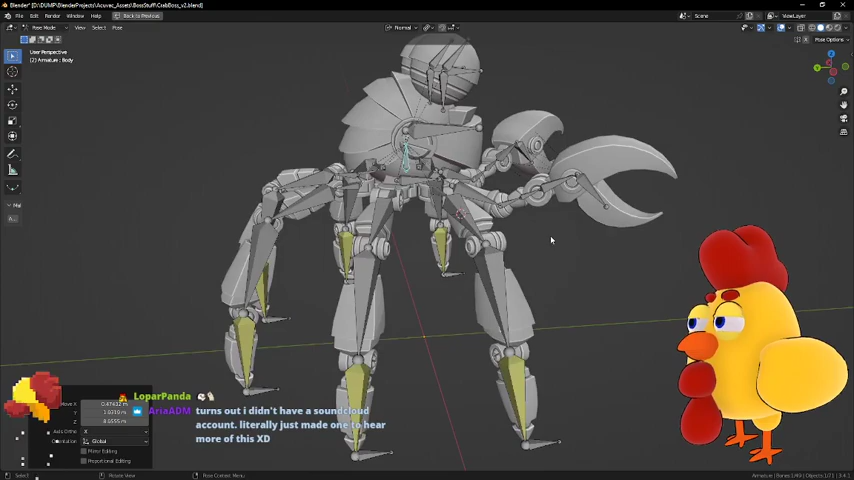 Blender* [D:\DUMP\BlenderProjects\Acuvac_Assets\BossStuff\CrabBoss_v2.blend]
File Edit Render Window Help Back to Previous Scene ViewLayer
Pose Mode View Select Pose Normal Pose Options
User Perspective
(2) Armature : Body
LoparPanda
AriaADM turns out i didn't have a soundcloud
account. literally just made one to hear
more of this XD
Move X
Y
Z
Axis Ortho X
Orientation Global
Mirror Editing
Proportional Editing
Select Rotate View Pose Context Menu